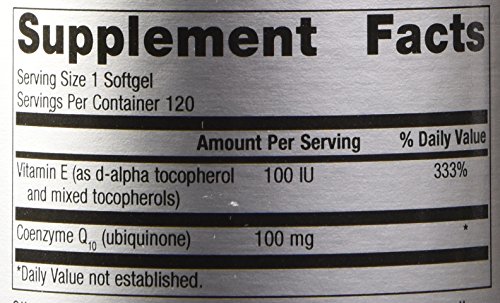 Supplement Facts
Serving Size 1 Softgel
Servings Per Container 120
Amount Per Serving % Daily Value
Vitamin E (as d-alpha tocopherol 100 IU 333%
and mixed tocopherols)
Coenzyme Q10 (ubiquinone) 100 mg *
*Daily Value not established.